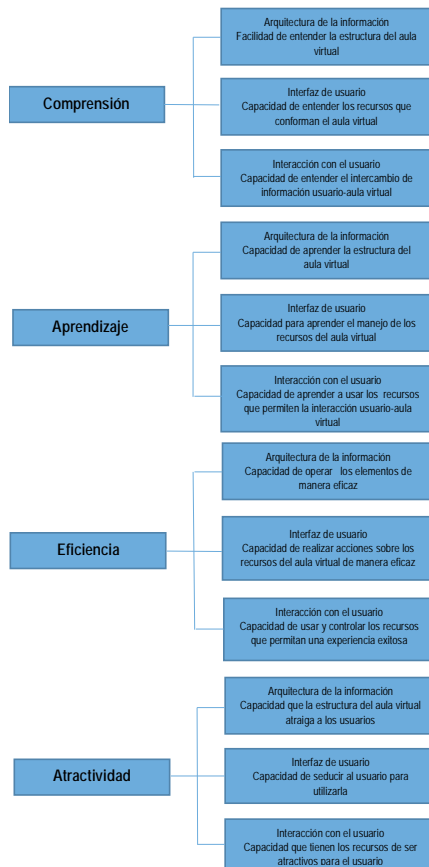 Arquitectura de la información
Facilidad de entender la estructura del aula
virtual
Comprensión
Interfaz de usuario
Capacidad de entender los recursos que
conforman el aula virtual
Interacción con el usuario
Capacidad de entender el intercambio de
información usuario-aula virtual
Arquitectura de la información
Capacidad de aprender la estructura del
aula virtual
Aprendizaje
Interfaz de usuario
Capacidad para aprender el manejo de los
recursos del aula virtual
Interacción con el usuario
Capacidad de aprender a usar los recursos
que permiten la interacción usuario-aula
virtual
Arquitectura de la información
Capacidad de operar los elementos de
manera eficaz
Eficiencia
Interfaz de usuario
Capacidad de realizar acciones sobre los
recursos del aula virtual de manera eficaz
Interacción con el usuario
Capacidad de usar y controlar los recursos
que permitan una experiencia exitosa
Arquitectura de la información
Capacidad que la estructura del aula virtual
atraiga a los usuarios
Atractividad
Interfaz de usuario
Capacidad de seducir al usuario para
utilizarla
Interacción con el usuario
Capacidad que tienen los recursos de ser
atractivos para el usuario